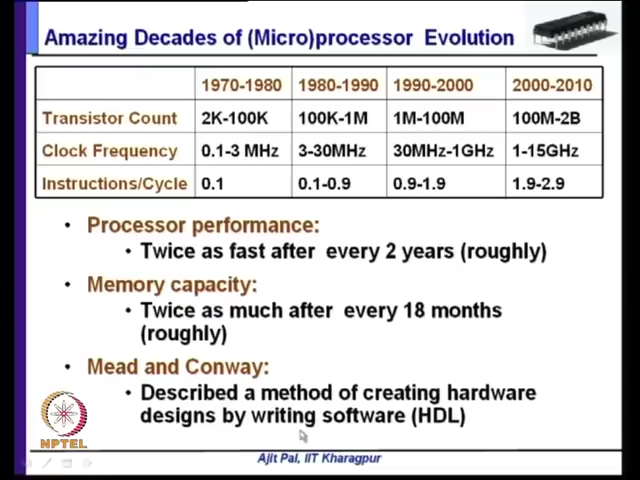 Amazing Decades of (Micro)processor Evolution
1970-1980 1980-1990 1990-2000 2000-2010
Transistor Count 2K-100K 100K-1M 1M-100M 100M-2B
Clock Frequency 0.1-3 MHz 3-30MHz 30MHz-1GHz 1-15GHz
Instructions/Cycle 0.1 0.1-0.9 0.9-1.9 1.9-2.9
• Processor performance:
• Twice as fast after every 2 years (roughly)
• Memory capacity:
• Twice as much after every 18 months
(roughly)
• Mead and Conway:
• Described a method of creating hardware
designs by writing software (HDL)
NPTEL
Ajit Pal, IIT Kharagpur